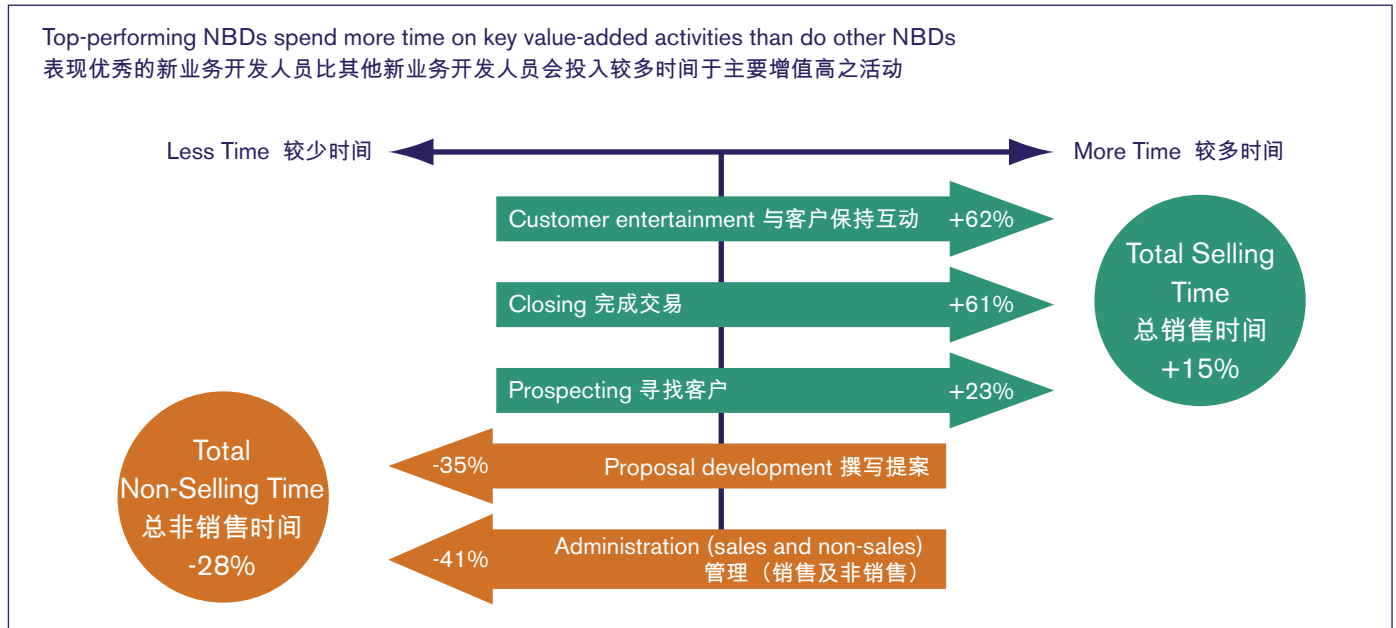 Top-performing NBDs spend more time on key value-added activities than do other NBDs
表现优秀的新业务开发人员比其他新业务开发人员会投入较多时间于主要增值高之活动
Less Time 较少时间
More Time 较多时间
Customer entertainment 与客户保持互动 +62%
Closing 完成交易 +61%
Prospecting 寻找客户 +23%
Total Selling
Time
总销售时间
+15%
-35% Proposal development 撰写提案
-41% Administration (sales and non-sales)
管理（销售及非销售）
Total
Non-Selling Time
总非销售时间
-28%